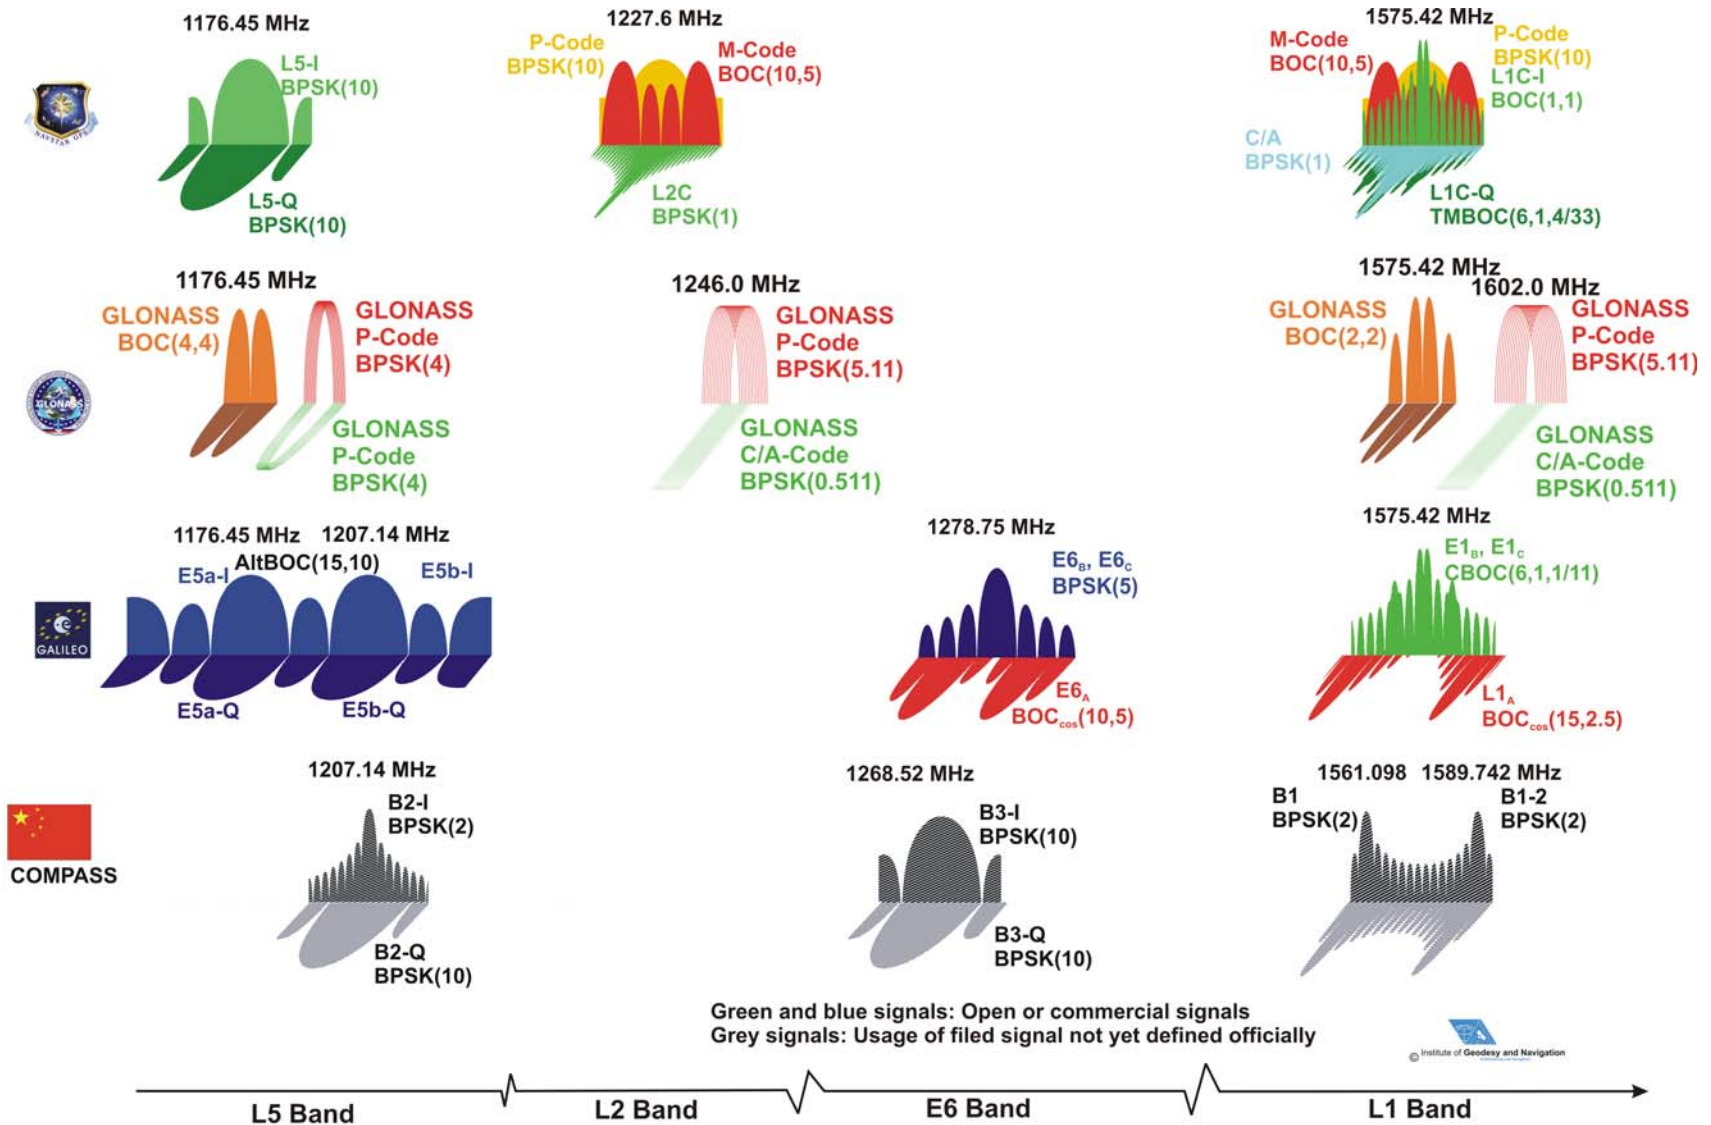 1176.45 MHz
L5-I
BPSK(10)
L5-Q
BPSK(10)
1227.6 MHz
P-Code
BPSK(10)
M-Code
BOC(10,5)
L2C
BPSK(1)
1575.42 MHz
M-Code
BOC(10,5)
P-Code
BPSK(10)
L1C-I
BOC(1,1)
C/A
BPSK(1)
L1C-Q
TMBOC(6,1,4/33)
NAVSTAR GPS
1176.45 MHz
GLONASS
BOC(4,4)
GLONASS
P-Code
BPSK(4)
GLONASS
P-Code
BPSK(4)
1246.0 MHz
GLONASS
P-Code
BPSK(5.11)
GLONASS
C/A-Code
BPSK(0.511)
1575.42 MHz
1602.0 MHz
GLONASS
BOC(2,2)
GLONASS
P-Code
BPSK(5.11)
GLONASS
C/A-Code
BPSK(0.511)
GLONASS
1176.45 MHz 1207.14 MHz
AltBOC(15,10)
E5a-I
E5b-I
E5a-Q
E5b-Q
1278.75 MHz
E6B, E6C
BPSK(5)
E6A
BOCcos(10,5)
1575.42 MHz
E1B, E1C
CBOC(6,1,1/11)
L1A
BOCcos(15,2.5)
GALILEO
1207.14 MHz
B2-I
BPSK(2)
B2-Q
BPSK(10)
1268.52 MHz
B3-I
BPSK(10)
B3-Q
BPSK(10)
1561.098 1589.742 MHz
B1
BPSK(2)
B1-2
BPSK(2)
COMPASS
Green and blue signals: Open or commercial signals
Grey signals: Usage of filed signal not yet defined officially
© Institute of Geodesy and Navigation
L5 Band
L2 Band
E6 Band
L1 Band